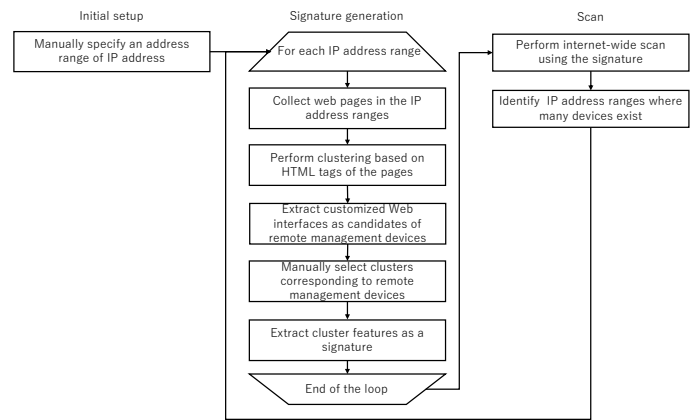 Initial setup
Manually specify an address
range of IP address
Signature generation
For each IP address range
Collect web pages in the IP
address ranges
Perform clustering based on
HTML tags of the pages
Extract customized Web
interfaces as candidates of
remote management devices
Manually select clusters
corresponding to remote
management devices
Extract cluster features as a
signature
End of the loop
Scan
Perform internet-wide scan
using the signature
Identify IP address ranges where
many devices exist